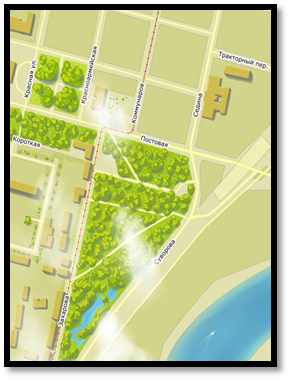 Тракторный пер.
Красная ул.
Красноармейская
Коммунаров
Седина
Постовая
Короткая
Суворова
Захарова